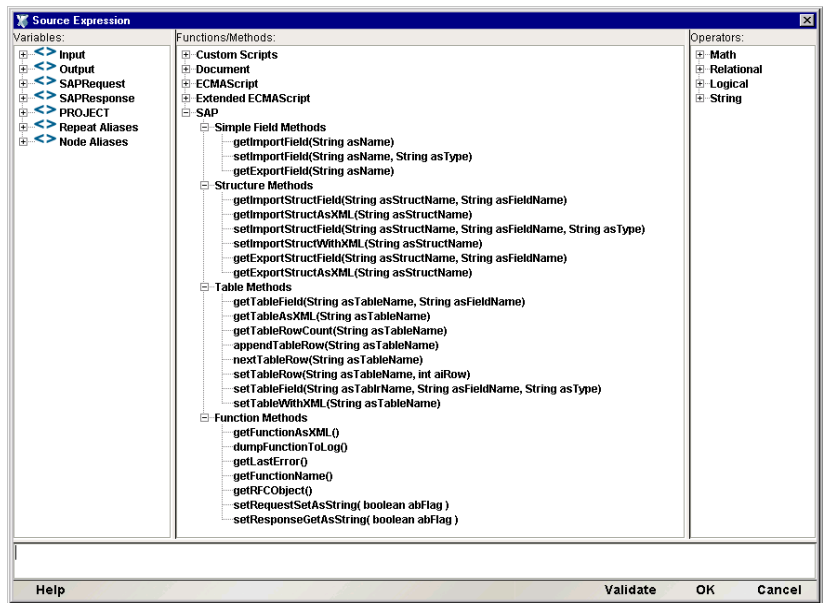 Source Expression
Variables:
Input
Output
SAPRequest
SAPResponse
PROJECT
Repeat Aliases
Node Aliases
Functions/Methods:
Custom Scripts
Document
ECMAScript
Extended ECMAScript
SAP
Simple Field Methods
getImportField(String asName)
setImportField(String asName, String asType)
getExportField(String asName)
Structure Methods
getImportStructField(String asStructName, String asFieldName)
getImportStructAsXML(String asStructName)
setImportStructField(String asStructName, String asFieldName, String asType)
setImportStructWithXML(String asStructName)
getExportStructField(String asStructName, String asFieldName)
getExportStructAsXML(String asStructName)
Table Methods
getTableField(String asTableName, String asFieldName)
getTableAsXML(String asTableName)
getTableRowCount(String asTableName)
appendTableRow(String asTableName)
nextTableRow(String asTableName)
setTableRow(String asTableName, int aiRow)
setTableField(String asTablrName, String asFieldName, String asType)
setTableWithXML(String asTableName)
Function Methods
getFunctionAsXML()
dumpFunctionToLog()
getLastError()
getFunctionName()
getRFCObject()
setRequestSetAsString( boolean abFlag )
setResponseGetAsString( boolean abFlag )
Operators:
Math
Relational
Logical
String
Help
Validate
OK
Cancel